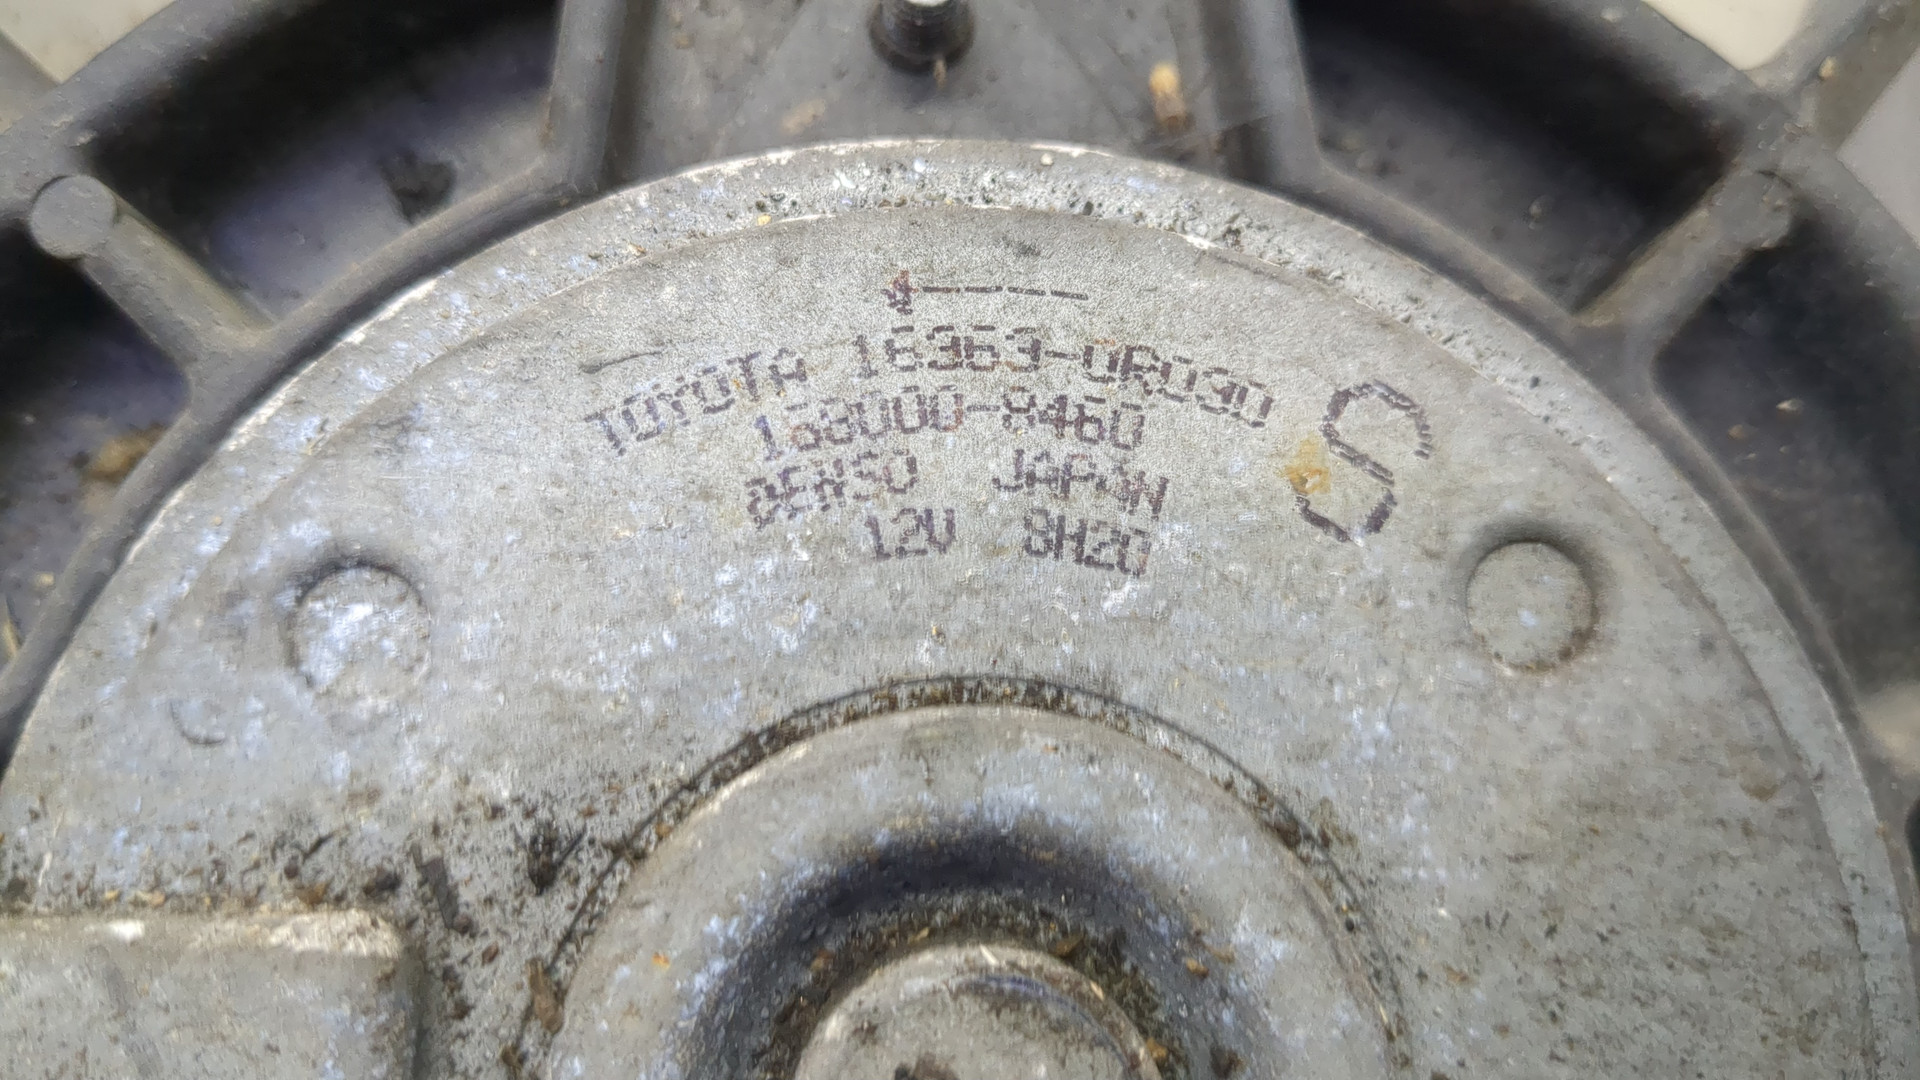 TOYOTA 16363-0R030
168000-8460
DENSO JAPAN
12V 8H20
S